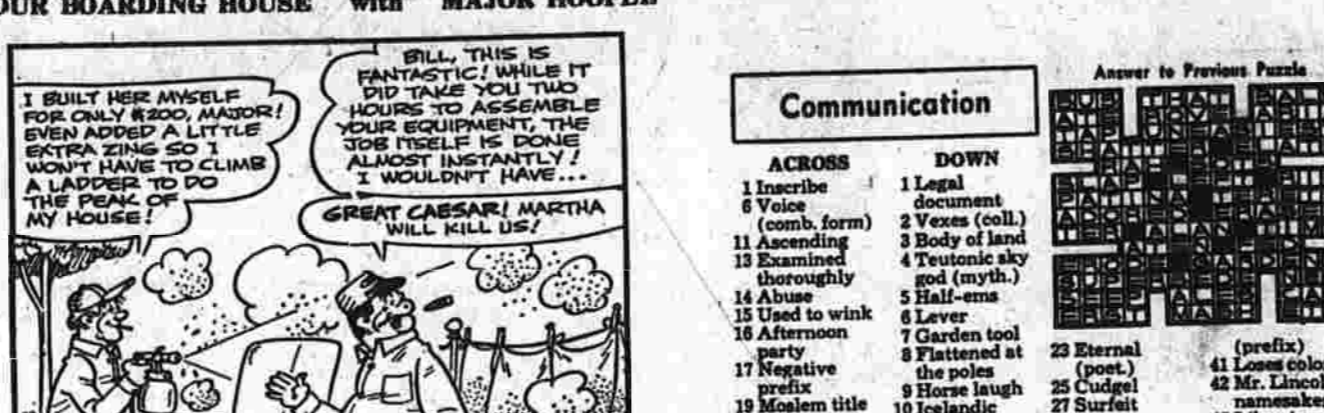 OUR BOARDING HOUSE with MAJOR HOOPLE
I BUILT HER MYSELF
FOR ONLY $200, MAJOR!
EVEN ADDED A LITTLE
EXTRA ZING SO I
WON'T HAVE TO CLIMB
A LADDER TO DO
THE PEAK OF
MY HOUSE!
BILL, THIS IS
FANTASTIC! WHILE IT
DID TAKE YOU TWO
HOURS TO ASSEMBLE
YOUR EQUIPMENT, THE
JOB ITSELF IS DONE
ALMOST INSTANTLY!
I WOULDN'T HAVE...
GREAT CAESAR! MARTHA
WILL KILL US!
Communication
ACROSS
1 Inscribe
6 Voice
(comb. form)
11 Ascending
13 Examined
thoroughly
14 Abuse
15 Used to wink
16 Afternoon
party
17 Negative
prefix
19 Moslem title
DOWN
1 Legal
document
2 Vexes (coll.)
3 Body of land
4 Teutonic sky
god (myth.)
5 Half-ems
6 Lever
7 Garden tool
8 Flattened at
the poles
9 Horse laugh
10 Icelandic
Answer to Previous Puzzle
23 Eternal
(poet.)
25 Cudgel
27 Surfeit
(prefix)
41 Loses color
42 Mr. Lincoln
namesake